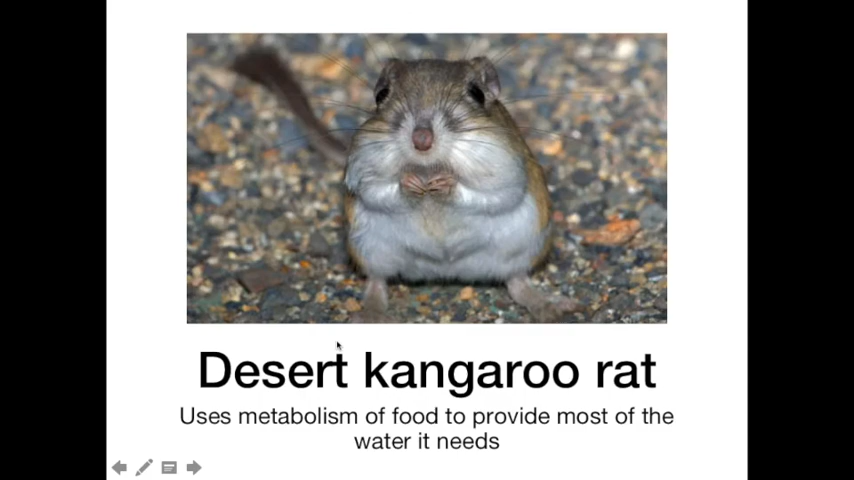 Desert kangaroo rat
Uses metabolism of food to provide most of the
water it needs